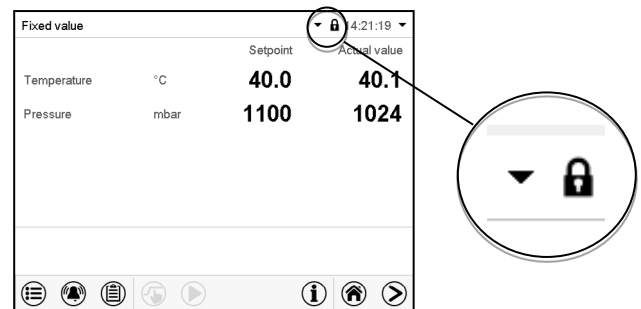 Fixed value 14:21:19
Setpoint Actual value
Temperature °C 40.0 40.1
Pressure mbar 1100 1024